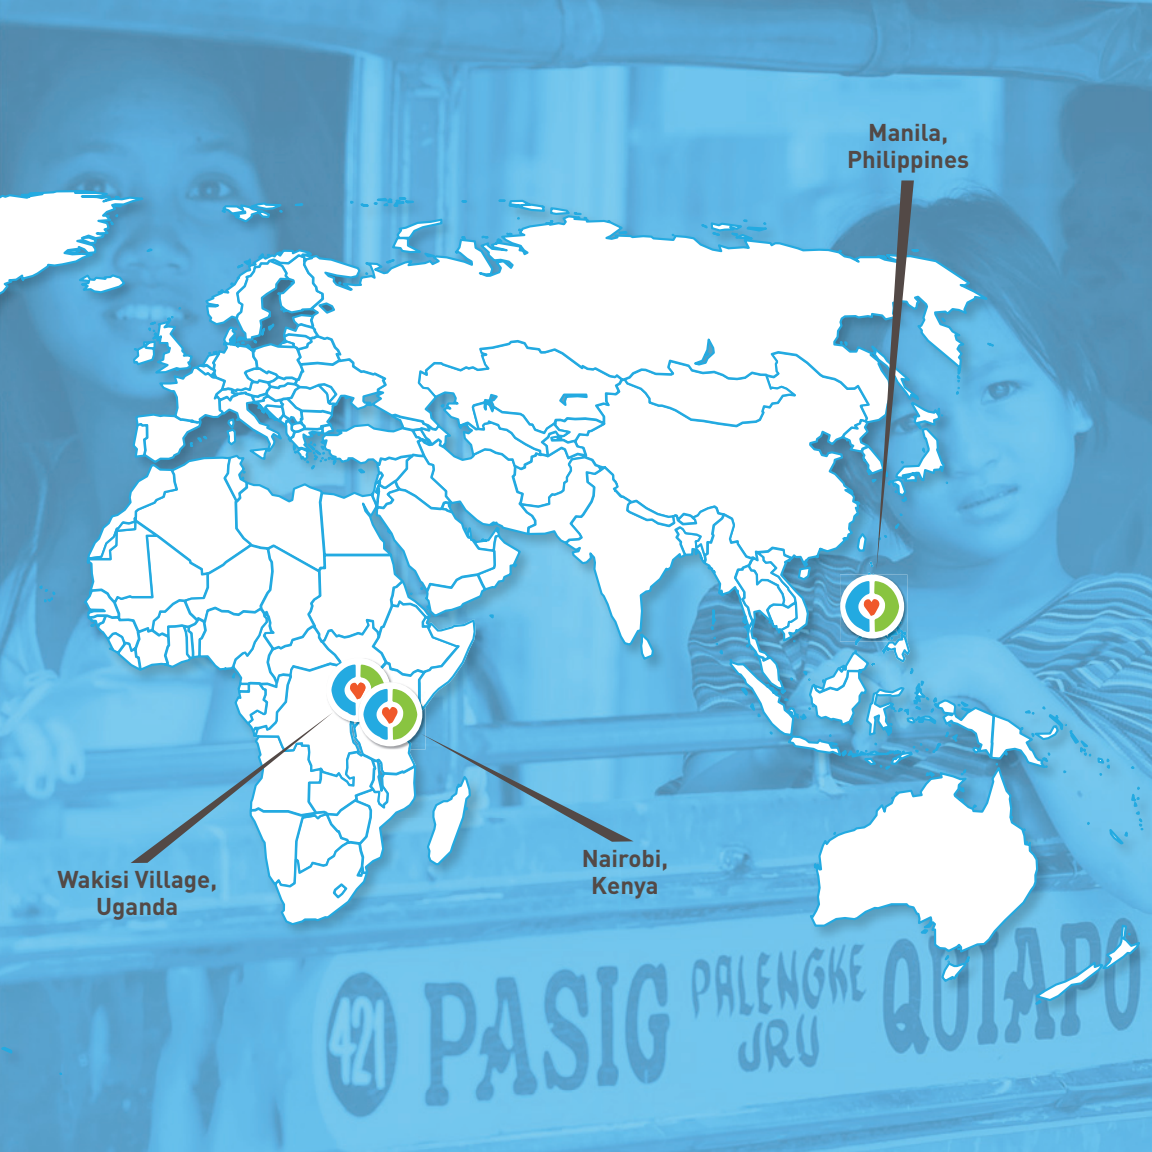 Manila,
Philippines
Nairobi,
Kenya
Wakisi Village,
Uganda
421 PASIG PALENGKE QUIAPO
JRU